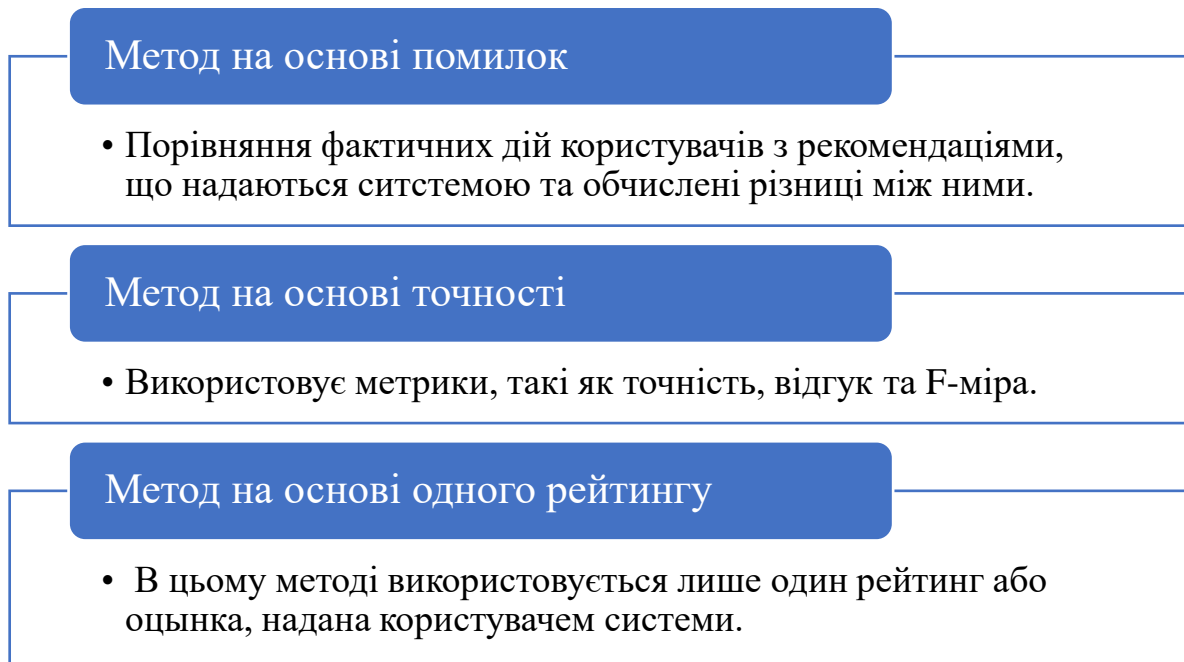 Метод на основі помилок
• Порівняння фактичних дій користувачів з рекомендаціями,
що надаються ситстемою та обчислені різниці між ними.
Метод на основі точності
• Використовує метрики, такі як точність, відгук та F-міра.
Метод на основі одного рейтингу
• В цьому методі використовується лише один рейтинг або
оцынка, надана користувачем системи.